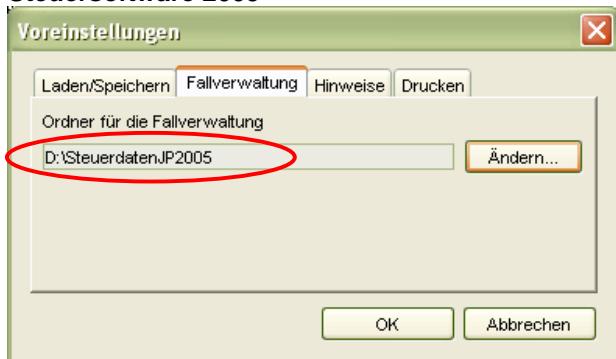 Voreinstellungen
Laden/Speichern Fallverwaltung Hinweise Drucken
Ordner für die Fallverwaltung
D:\SteuerdatenJP2005 Ändern...
OK Abbrechen